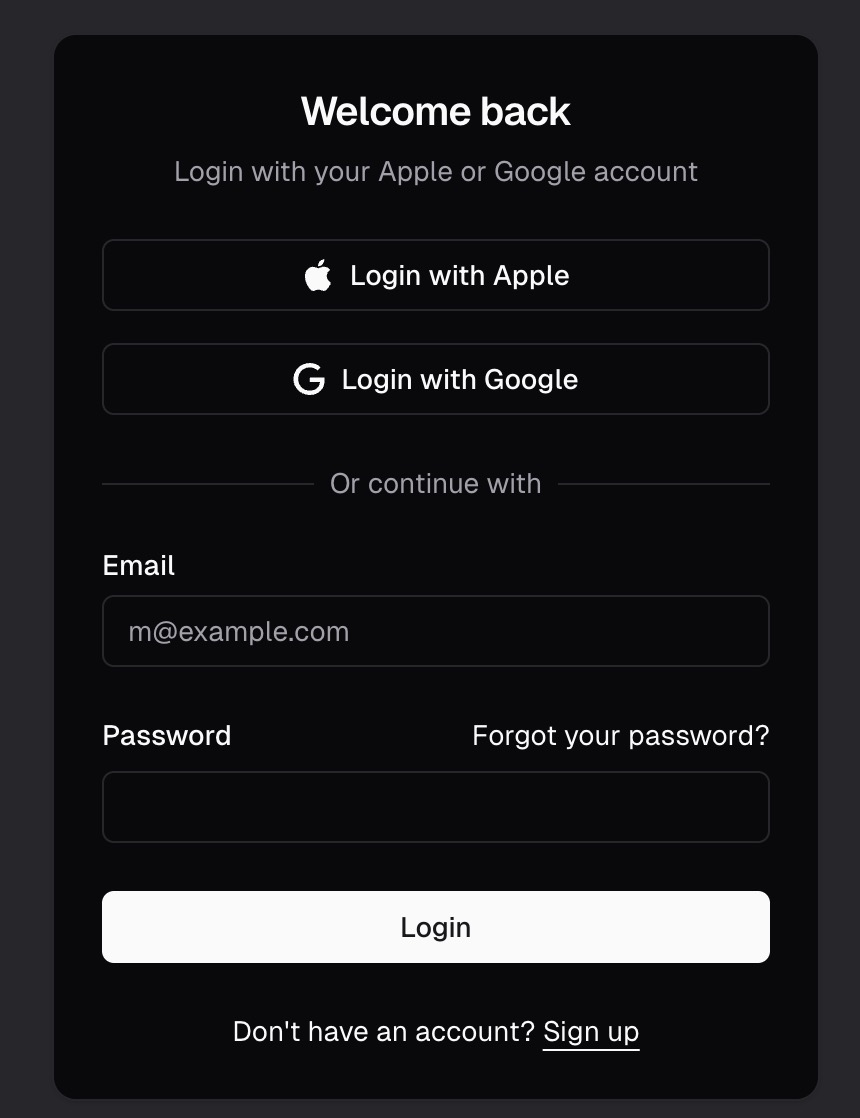 Welcome back
Login with your Apple or Google account
Login with Apple
Login with Google
Or continue with
Email
m@example.com
Password Forgot your password?
Login
Don't have an account? Sign up